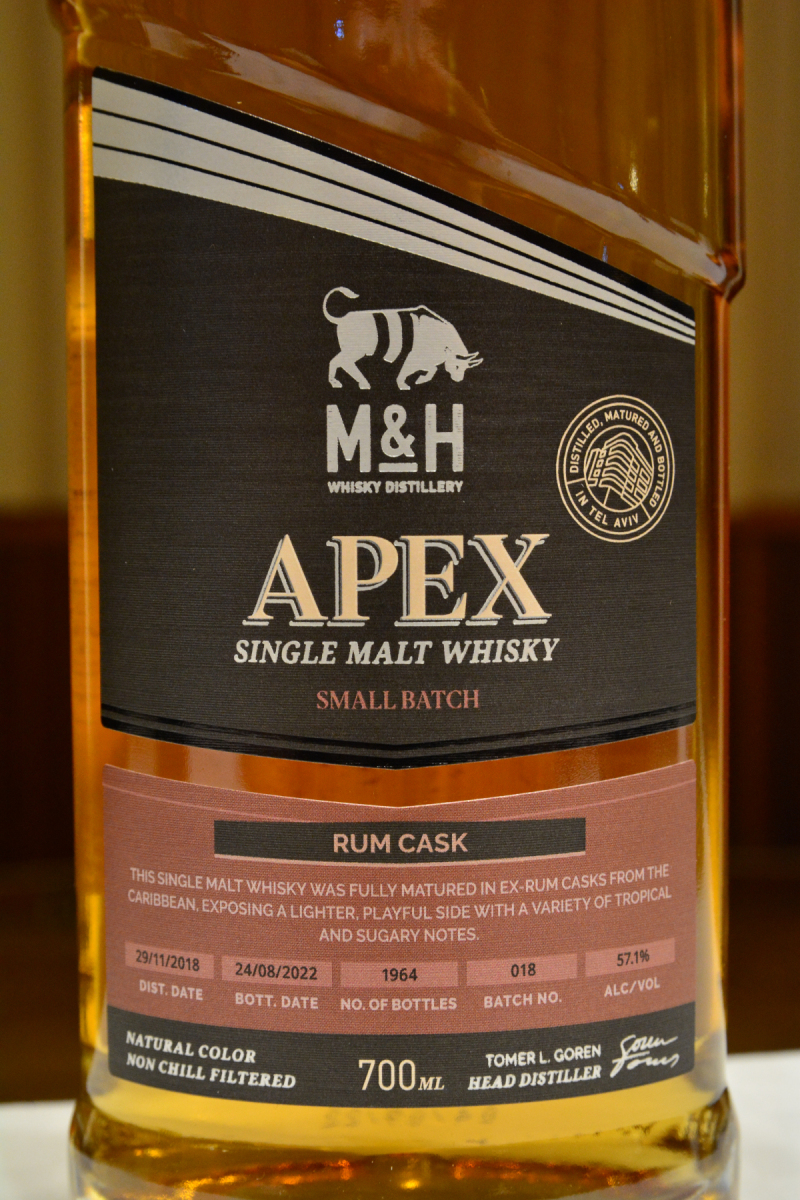 M&H
WHISKY DISTILLERY
DISTILLED, MATURED AND BOTTLED
IN TEL AVIV
APEX
SINGLE MALT WHISKY
SMALL BATCH
RUM CASK
THIS SINGLE MALT WHISKY WAS FULLY MATURED IN EX-RUM CASKS FROM THE
CARIBBEAN, EXPOSING A LIGHTER, PLAYFUL SIDE WITH A VARIETY OF TROPICAL
AND SUGARY NOTES.
29/11/2018 24/08/2022 1964 018 57.1%
DIST. DATE BOTT. DATE NO. OF BOTTLES BATCH NO. ALC/VOL
NATURAL COLOR
NON CHILL FILTERED
700ML
TOMER L. GOREN
HEAD DISTILLER